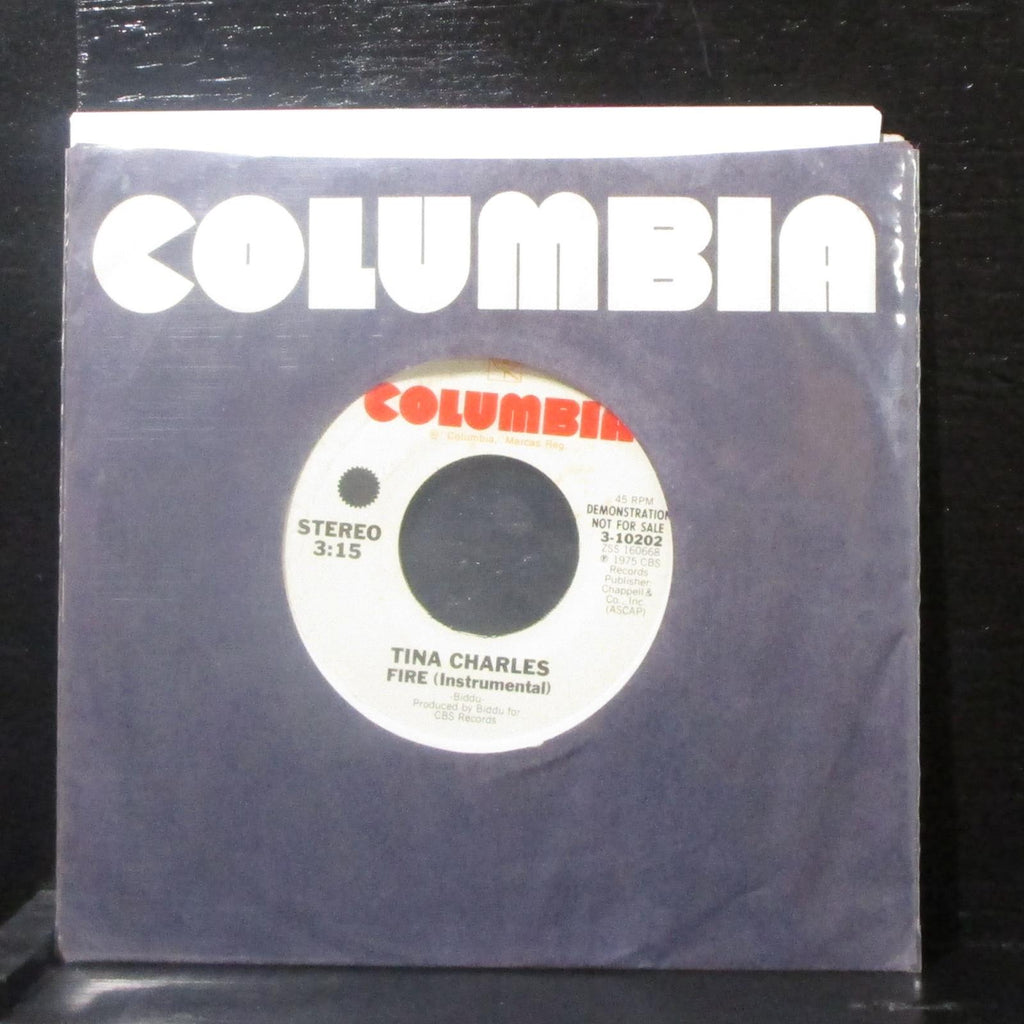 COLUMBIA
COLUMBIA
® Columbia, Marcas Reg.
STEREO
3:15
45 RPM
DEMONSTRATION
NOT FOR SALE
3-10202
ZSS 160668
℗ 1975 CBS
Records
Publisher:
Chappell &
Co., Inc.
(ASCAP)
TINA CHARLES
FIRE (Instrumental)
-Biddu-
Produced by Biddu for
CBS Records